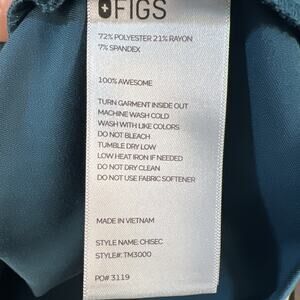 FIGS
72% POLYESTER 21% RAYON
7% SPANDEX
100% AWESOME
TURN GARMENT INSIDE OUT
MACHINE WASH COLD
WASH WITH LIKE COLORS
DO NOT BLEACH
TUMBLE DRY LOW
LOW HEAT IRON IF NEEDED
DO NOT DRY CLEAN
DO NOT USE FABRIC SOFTENER
MADE IN VIETNAM
STYLE NAME: CHISEC
STYLE#: TM3000
PO# 3119